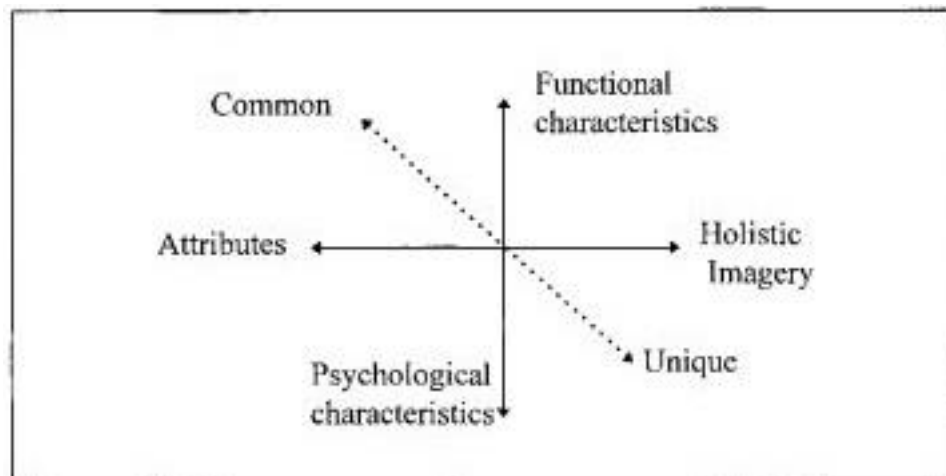 Common
Functional
characteristics
Attributes
Holistic
Imagery
Unique
Psychological
characteristics